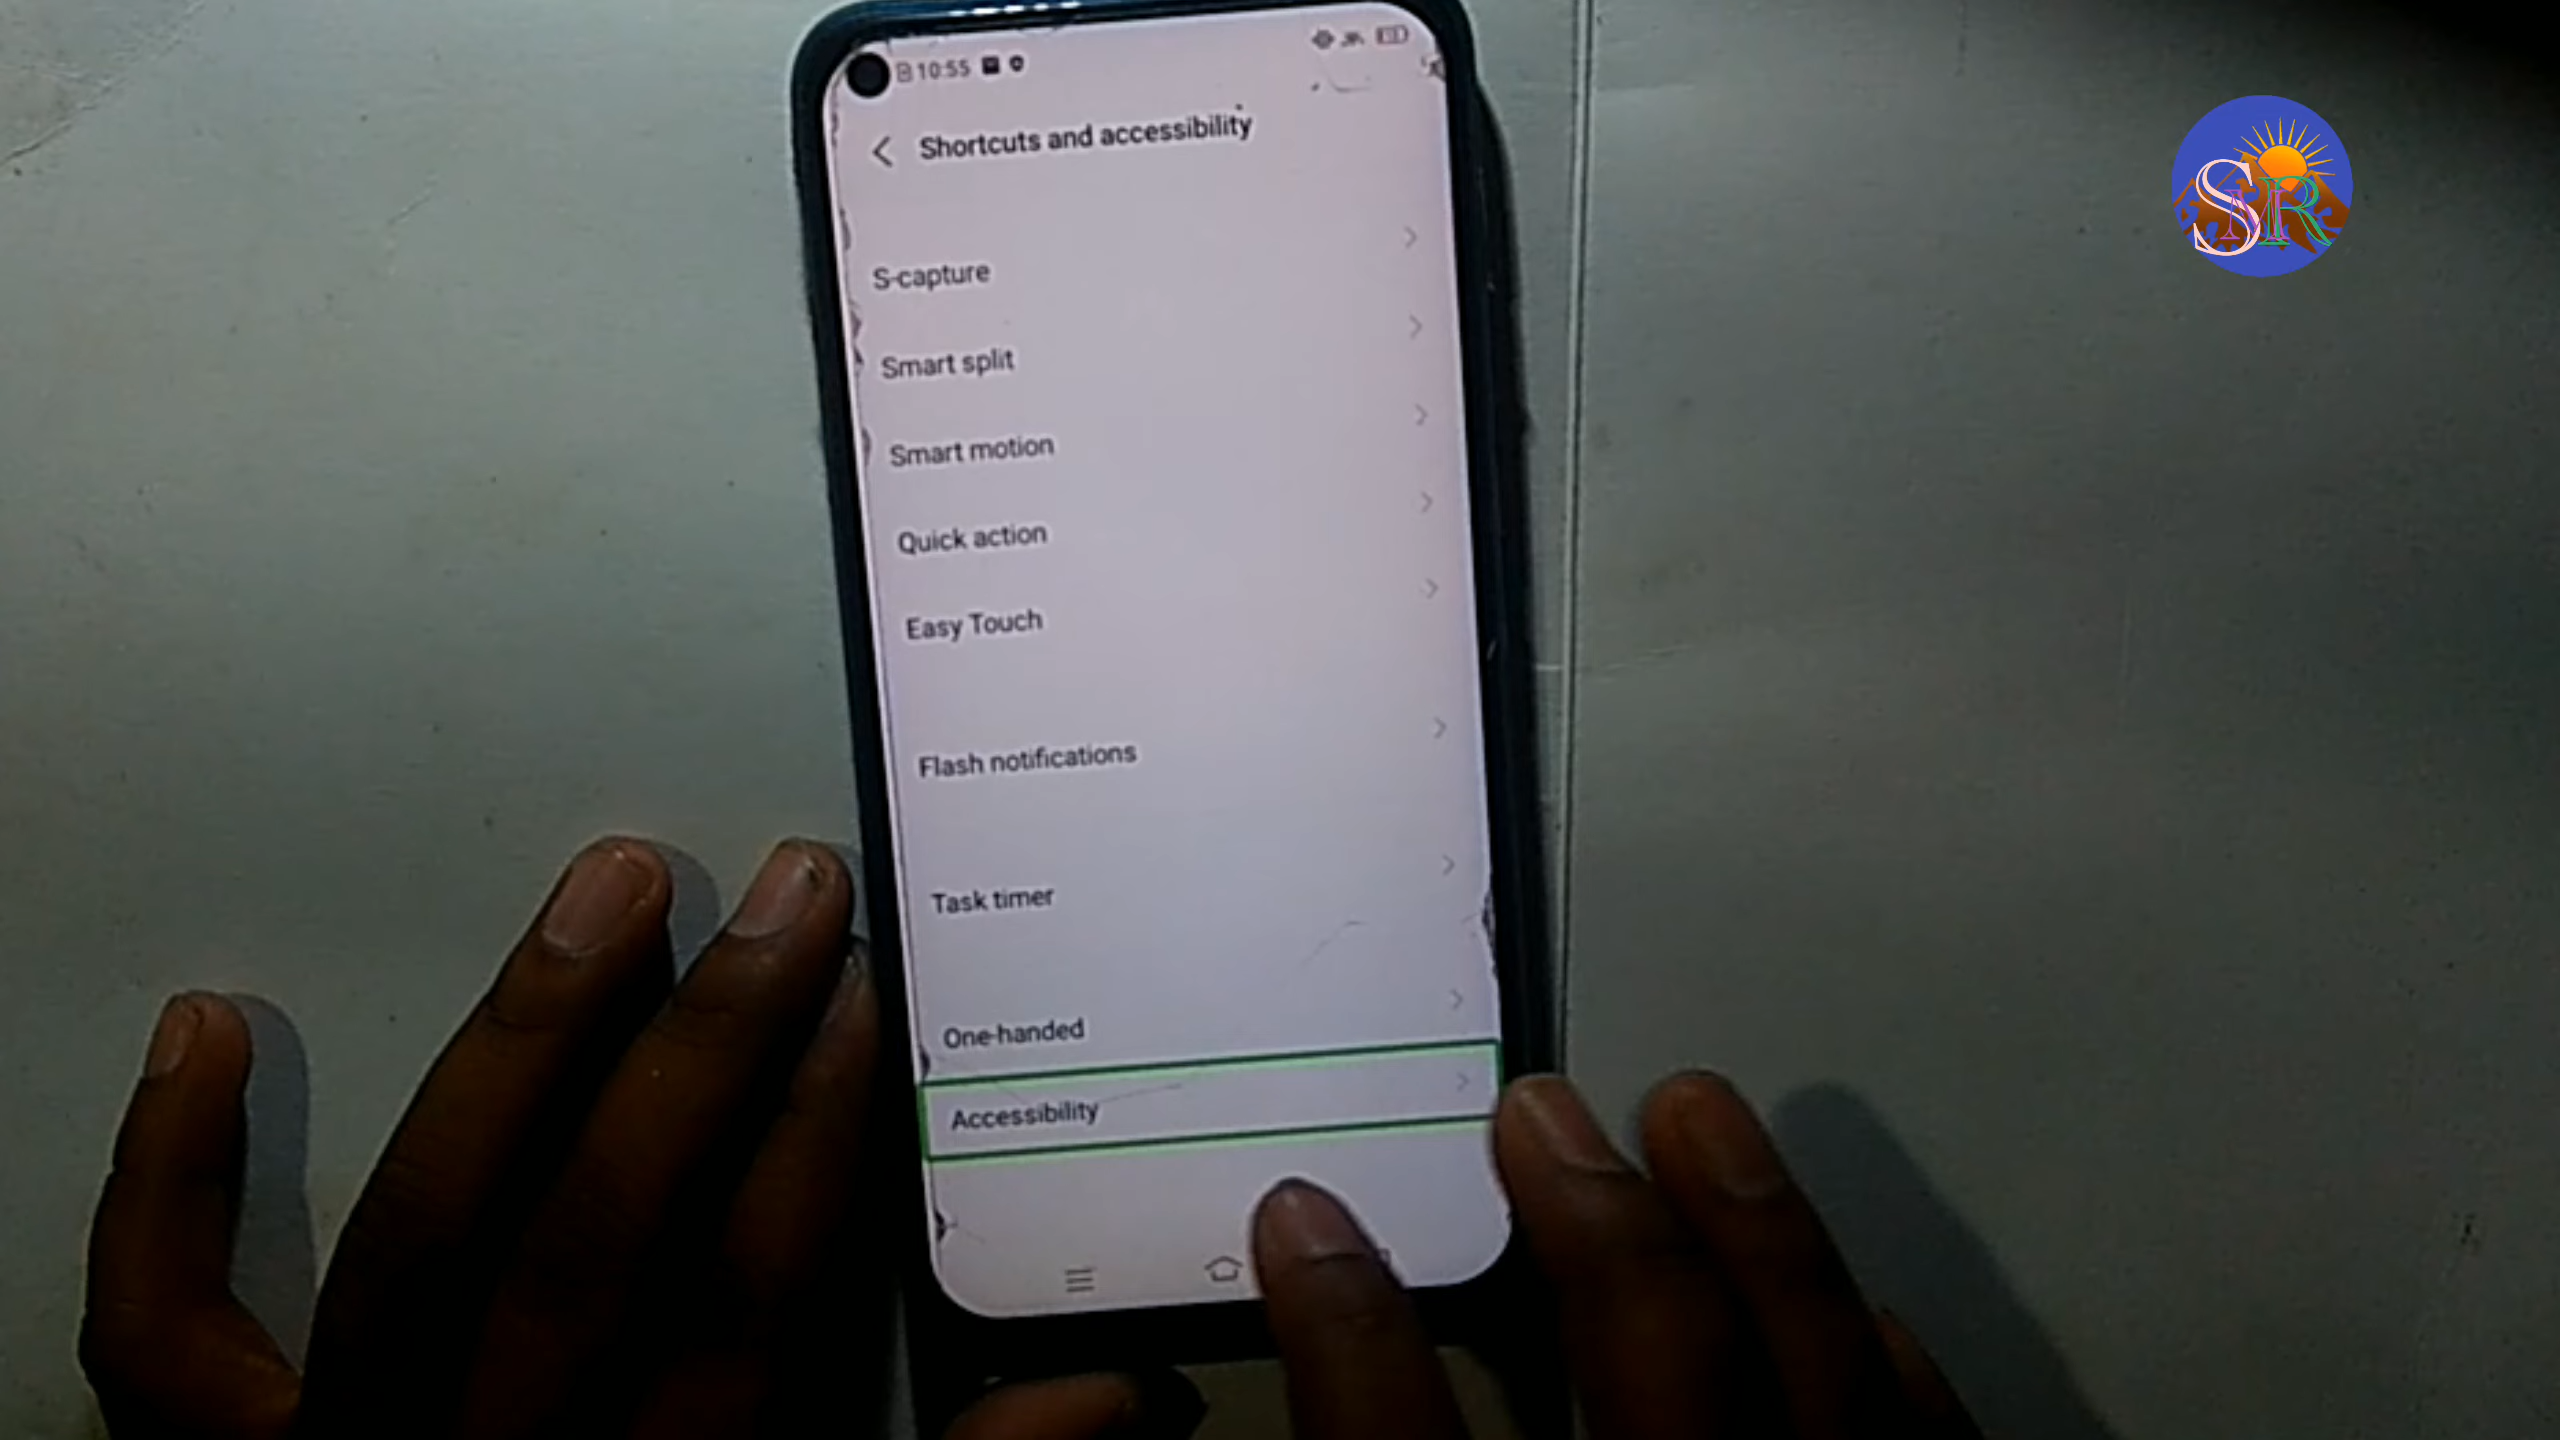 10:55
Shortcuts and accessibility
S-capture
Smart split
Smart motion
Quick action
Easy Touch
Flash notifications
Task timer
One-handed
Accessibility
SMR